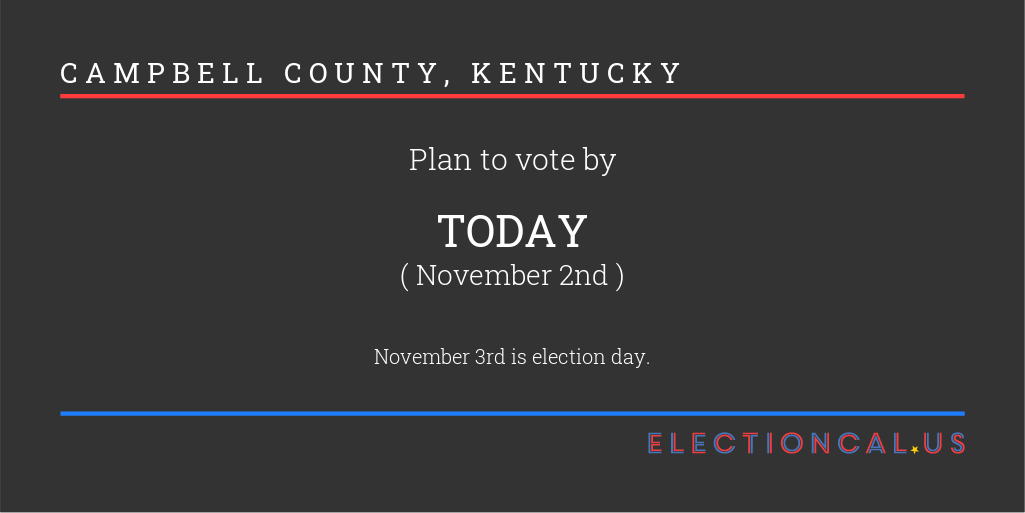 CAMPBELL COUNTY, KENTUCKY
Plan to vote by
TODAY
( November 2nd )
November 3rd is election day.
ELECTIONCAL.US